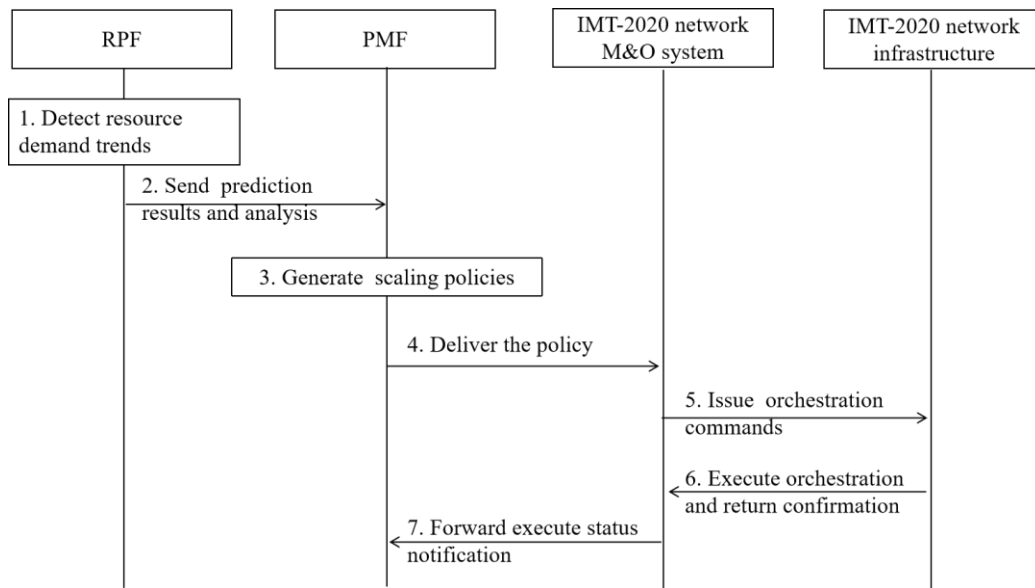 RPF
PMF
IMT-2020 network
M&O system
IMT-2020 network
infrastructure
1. Detect resource
demand trends
2. Send prediction
results and analysis
3. Generate scaling policies
4. Deliver the policy
5. Issue orchestration
commands
6. Execute orchestration
and return confirmation
7. Forward execute status
notification